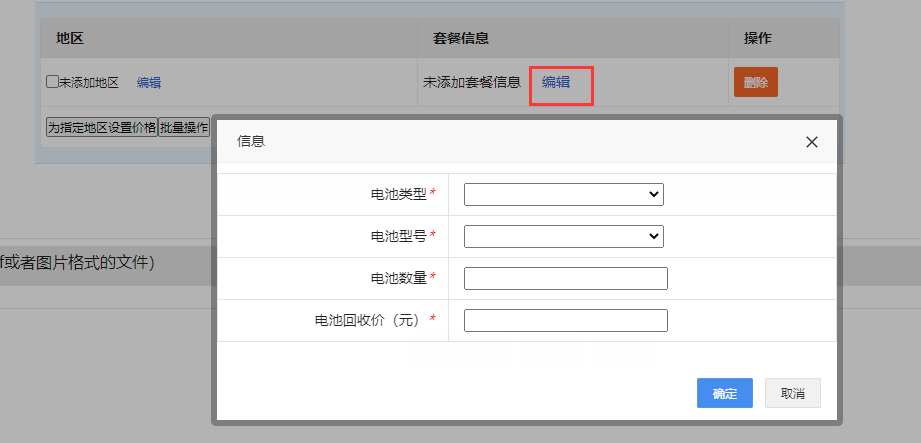 地区 套餐信息 操作
未添加地区 编辑 未添加套餐信息 编辑 删除
为指定地区设置价格 批量操作
信息
电池类型*
电池型号*
f或者图片格式的文件）
电池数量*
电池回收价（元）*
确定 取消